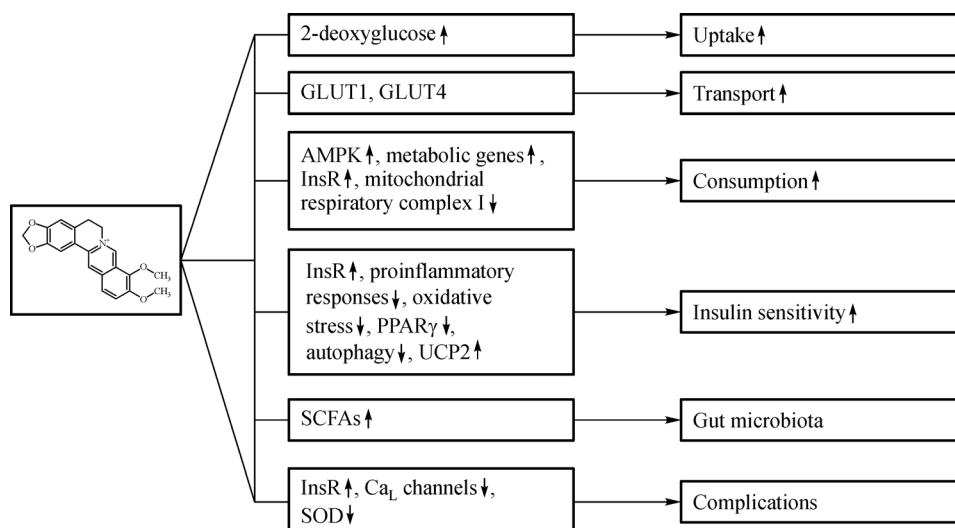 2-deoxyglucose↑
Uptake↑
GLUT1, GLUT4
Transport↑
AMPK↑, metabolic genes↑,
InsR↑, mitochondrial
respiratory complex I↓
Consumption↑
O
O
N⁺
O
CH₃
O
CH₃
InsR↑, proinflammatory
responses↓, oxidative
stress↓, PPARγ↓,
autophagy↓, UCP2↑
Insulin sensitivity↑
SCFAs↑
Gut microbiota
InsR↑, Ca_L channels↓,
SOD↓
Complications